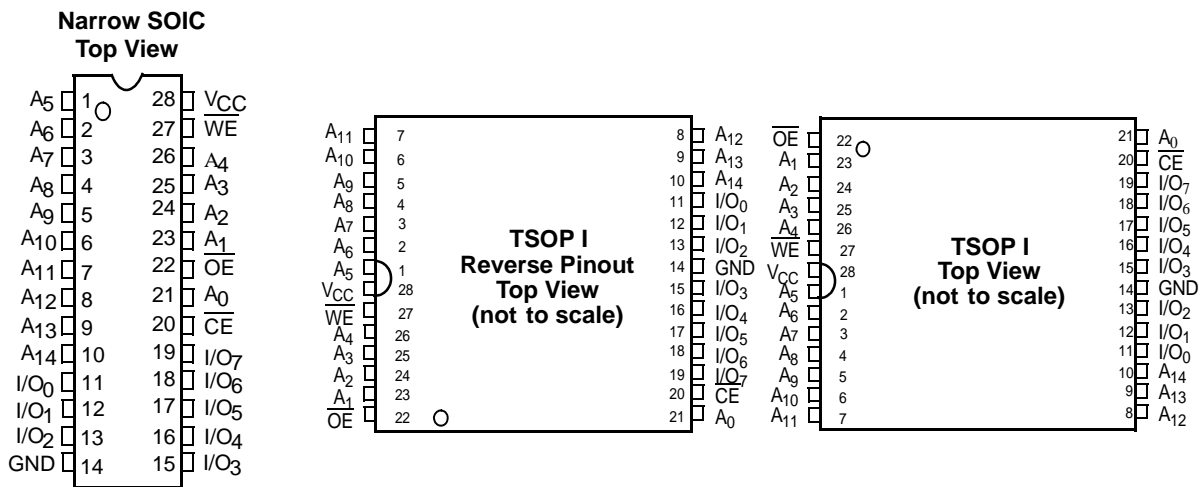 Narrow SOIC
Top View
A5 1 28 VCC
A6 2 27 WE
A7 3 26 A4
A8 4 25 A3
A9 5 24 A2
A10 6 23 A1
A11 7 22 OE
A12 8 21 A0
A13 9 20 CE
A14 10 19 I/O7
I/O0 11 18 I/O6
I/O1 12 17 I/O5
I/O2 13 16 I/O4
GND 14 15 I/O3
A11 7 8 A12
A10 6 9 A13
A9 5 10 A14
A8 4 11 I/O0
A7 3 12 I/O1
A6 2 13 I/O2
A5 1 14 GND
VCC 28 15 I/O3
WE 27 16 I/O4
A4 26 17 I/O5
A3 25 18 I/O6
A2 24 19 I/O7
A1 23 20 CE
OE 22 21 A0
TSOP I
Reverse Pinout
Top View
(not to scale)
OE 22 21 A0
A1 23 20 CE
A2 24 19 I/O7
A3 25 18 I/O6
A4 26 17 I/O5
WE 27 16 I/O4
VCC 28 15 I/O3
A5 1 14 GND
A6 2 13 I/O2
A7 3 12 I/O1
A8 4 11 I/O0
A9 5 10 A14
A10 6 9 A13
A11 7 8 A12
TSOP I
Top View
(not to scale)